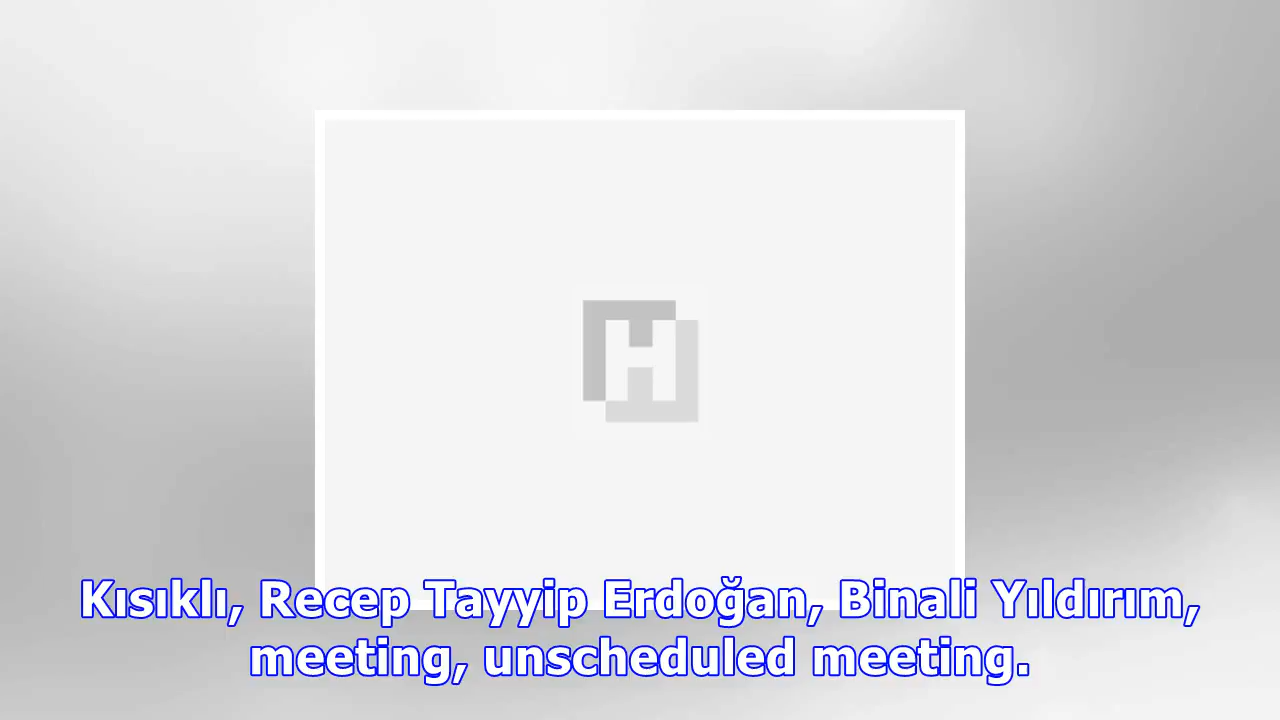 H
Kısıklı, Recep Tayyip Erdoğan, Binali Yıldırım,
meeting, unscheduled meeting.